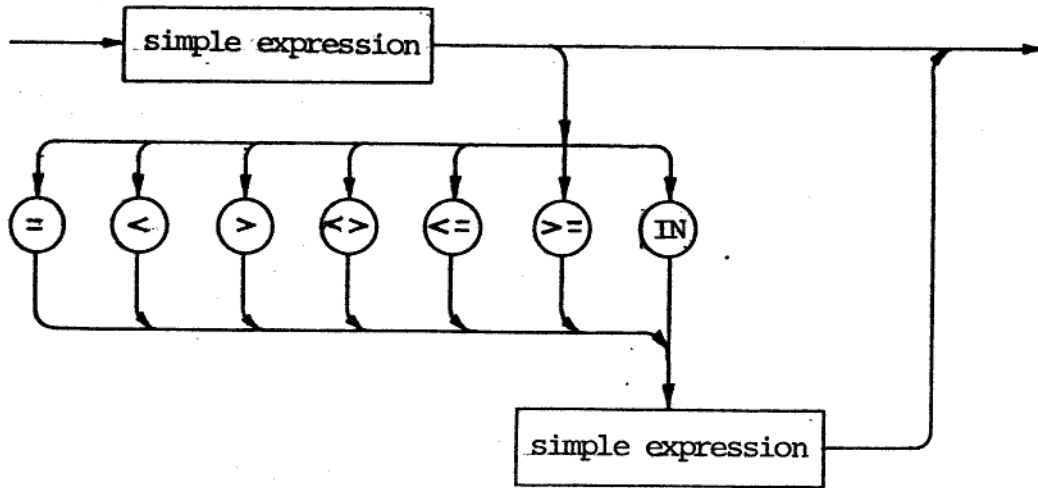 simple expression
= < > <> <= >= IN
simple expression